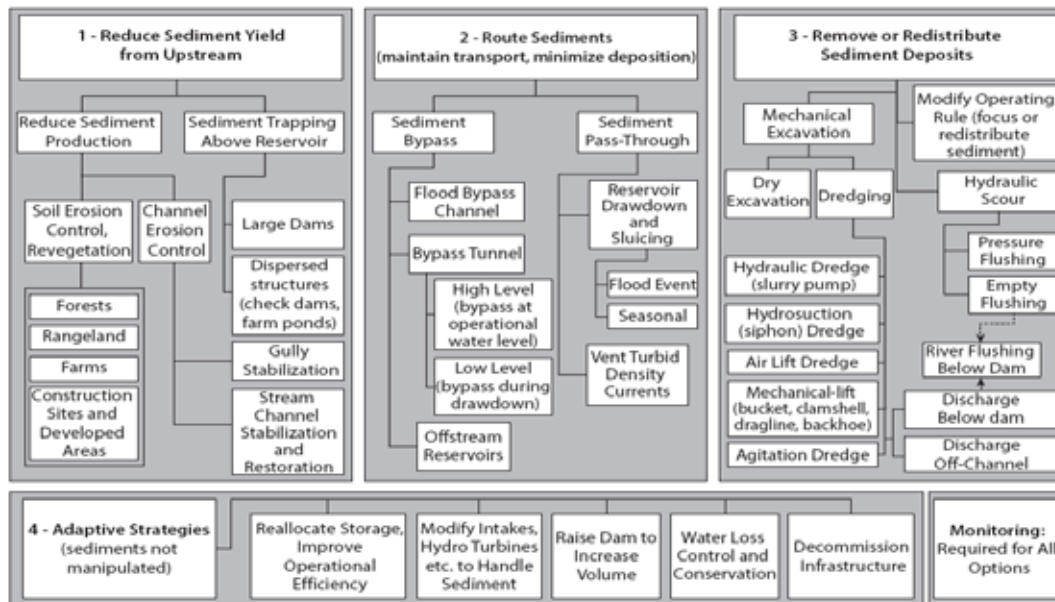 1 - Reduce Sediment Yield
from Upstream
Reduce Sediment
Production
Sediment Trapping
Above Reservoir
Soil Erosion
Control,
Revegetation
Channel
Erosion
Control
Large Dams
Dispersed
structures
(check dams,
farm ponds)
Forests
Rangeland
Farms
Construction
Sites and
Developed
Areas
Gully
Stabilization
Stream
Channel
Stabilization
and
Restoration
2 - Route Sediments
(maintain transport, minimize deposition)
Sediment
Bypass
Sediment
Pass-Through
Flood Bypass
Channel
Bypass Tunnel
High Level
(bypass at
operational
water level)
Low Level
(bypass during
drawdown)
Offstream
Reservoirs
Reservoir
Drawdown
and
Sluicing
Flood Event
Seasonal
Vent Turbid
Density
Currents
3 - Remove or Redistribute
Sediment Deposits
Mechanical
Excavation
Modify Operating
Rule (focus or
redistribute
sediment)
Dry
Excavation
Dredging
Hydraulic
Scour
Pressure
Flushing
Empty
Flushing
Hydraulic Dredge
(slurry pump)
Hydrosuction
(siphon) Dredge
Air Lift Dredge
Mechanical-lift
(bucket, clamshell,
dragline, backhoe)
Agitation Dredge
River Flushing
Below Dam
Discharge
Below dam
Discharge
Off-Channel
4 - Adaptive Strategies
(sediments not
manipulated)
Reallocate Storage,
Improve
Operational
Efficiency
Modify Intakes,
Hydro Turbines
etc. to Handle
Sediment
Raise Dam to
Increase
Volume
Water Loss
Control and
Conservation
Decommission
Infrastructure
Monitoring:
Required for All
Options